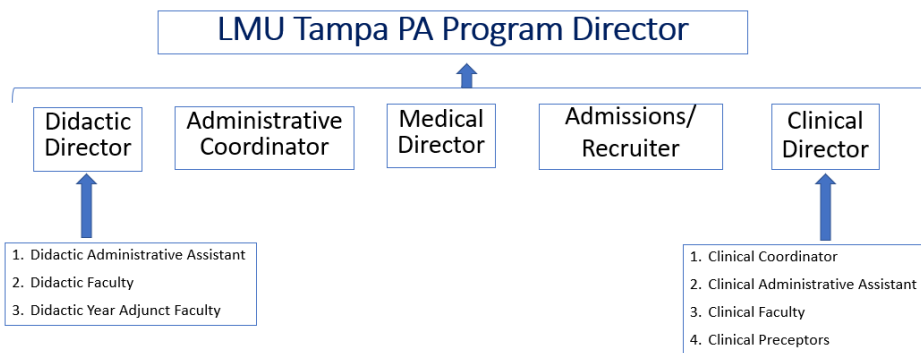 LMU Tampa PA Program Director
Didactic
Director
Administrative
Coordinator
Medical
Director
Admissions/
Recruiter
Clinical
Director
1. Didactic Administrative Assistant
2. Didactic Faculty
3. Didactic Year Adjunct Faculty
1. Clinical Coordinator
2. Clinical Administrative Assistant
3. Clinical Faculty
4. Clinical Preceptors